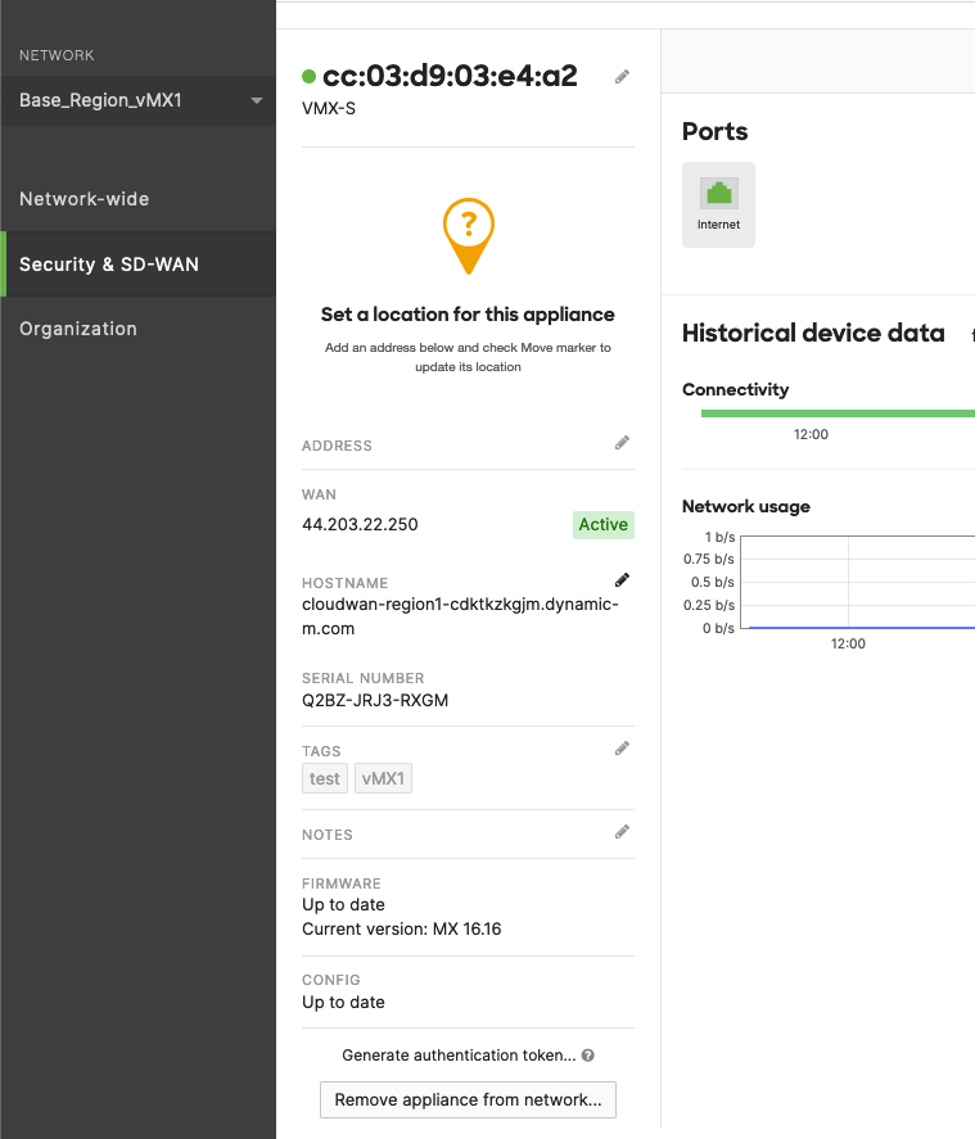 NETWORK
Base_Region_vMX1
Network-wide
Security & SD-WAN
Organization
cc:03:d9:03:e4:a2
VMX-S
?
Set a location for this appliance
Add an address below and check Move marker to
update its location
ADDRESS
WAN
44.203.22.250
Active
HOSTNAME
cloudwan-region1-cdktkzkgjm.dynamic-
m.com
SERIAL NUMBER
Q2BZ-JRJ3-RXGM
TAGS
test vMX1
NOTES
FIRMWARE
Up to date
Current version: MX 16.16
CONFIG
Up to date
Generate authentication token... ?
Remove appliance from network...
Ports
Internet
Historical device data
Connectivity
12:00
Network usage
1 b/s
0.75 b/s
0.5 b/s
0.25 b/s
0 b/s
12:00